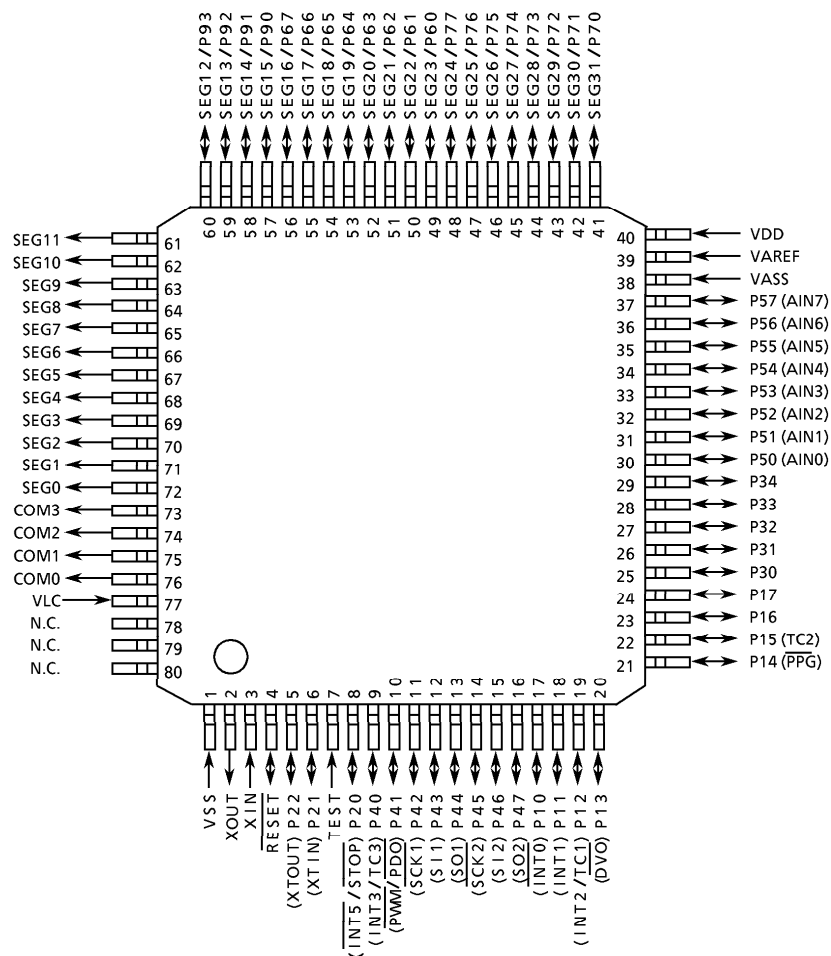 SEG12/P93
SEG13/P92
SEG14/P91
SEG15/P90
SEG16/P67
SEG17/P66
SEG18/P65
SEG19/P64
SEG20/P63
SEG21/P62
SEG22/P61
SEG23/P60
SEG24/P77
SEG25/P76
SEG26/P75
SEG27/P74
SEG28/P73
SEG29/P72
SEG30/P71
SEG31/P70
60 59 58 57 56 55 54 53 52 51 50 49 48 47 46 45 44 43 42 41
SEG11 61
SEG10 62
SEG9 63
SEG8 64
SEG7 65
SEG6 66
SEG5 67
SEG4 68
SEG3 69
SEG2 70
SEG1 71
SEG0 72
COM3 73
COM2 74
COM1 75
COM0 76
VLC 77
N.C. 78
N.C. 79
N.C. 80
40 VDD
39 VAREF
38 VASS
37 P57 (AIN7)
36 P56 (AIN6)
35 P55 (AIN5)
34 P54 (AIN4)
33 P53 (AIN3)
32 P52 (AIN2)
31 P51 (AIN1)
30 P50 (AIN0)
29 P34
28 P33
27 P32
26 P31
25 P30
24 P17
23 P16
22 P15 (TC2)
21 P14 (PPG)
1 2 3 4 5 6 7 8 9 10 11 12 13 14 15 16 17 18 19 20
VSS
XOUT
XIN
RESET
(XTOUT) P22
(XTIN) P21
TEST
(INT5/STOP) P20
(INT3/TC3) P40
(PWM/PDO) P41
(SCK1) P42
(SI1) P43
(SO1) P44
(SCK2) P45
(SI2) P46
(SO2) P47
(INT0) P10
(INT1) P11
(INT2/TC1) P12
(DVO) P13